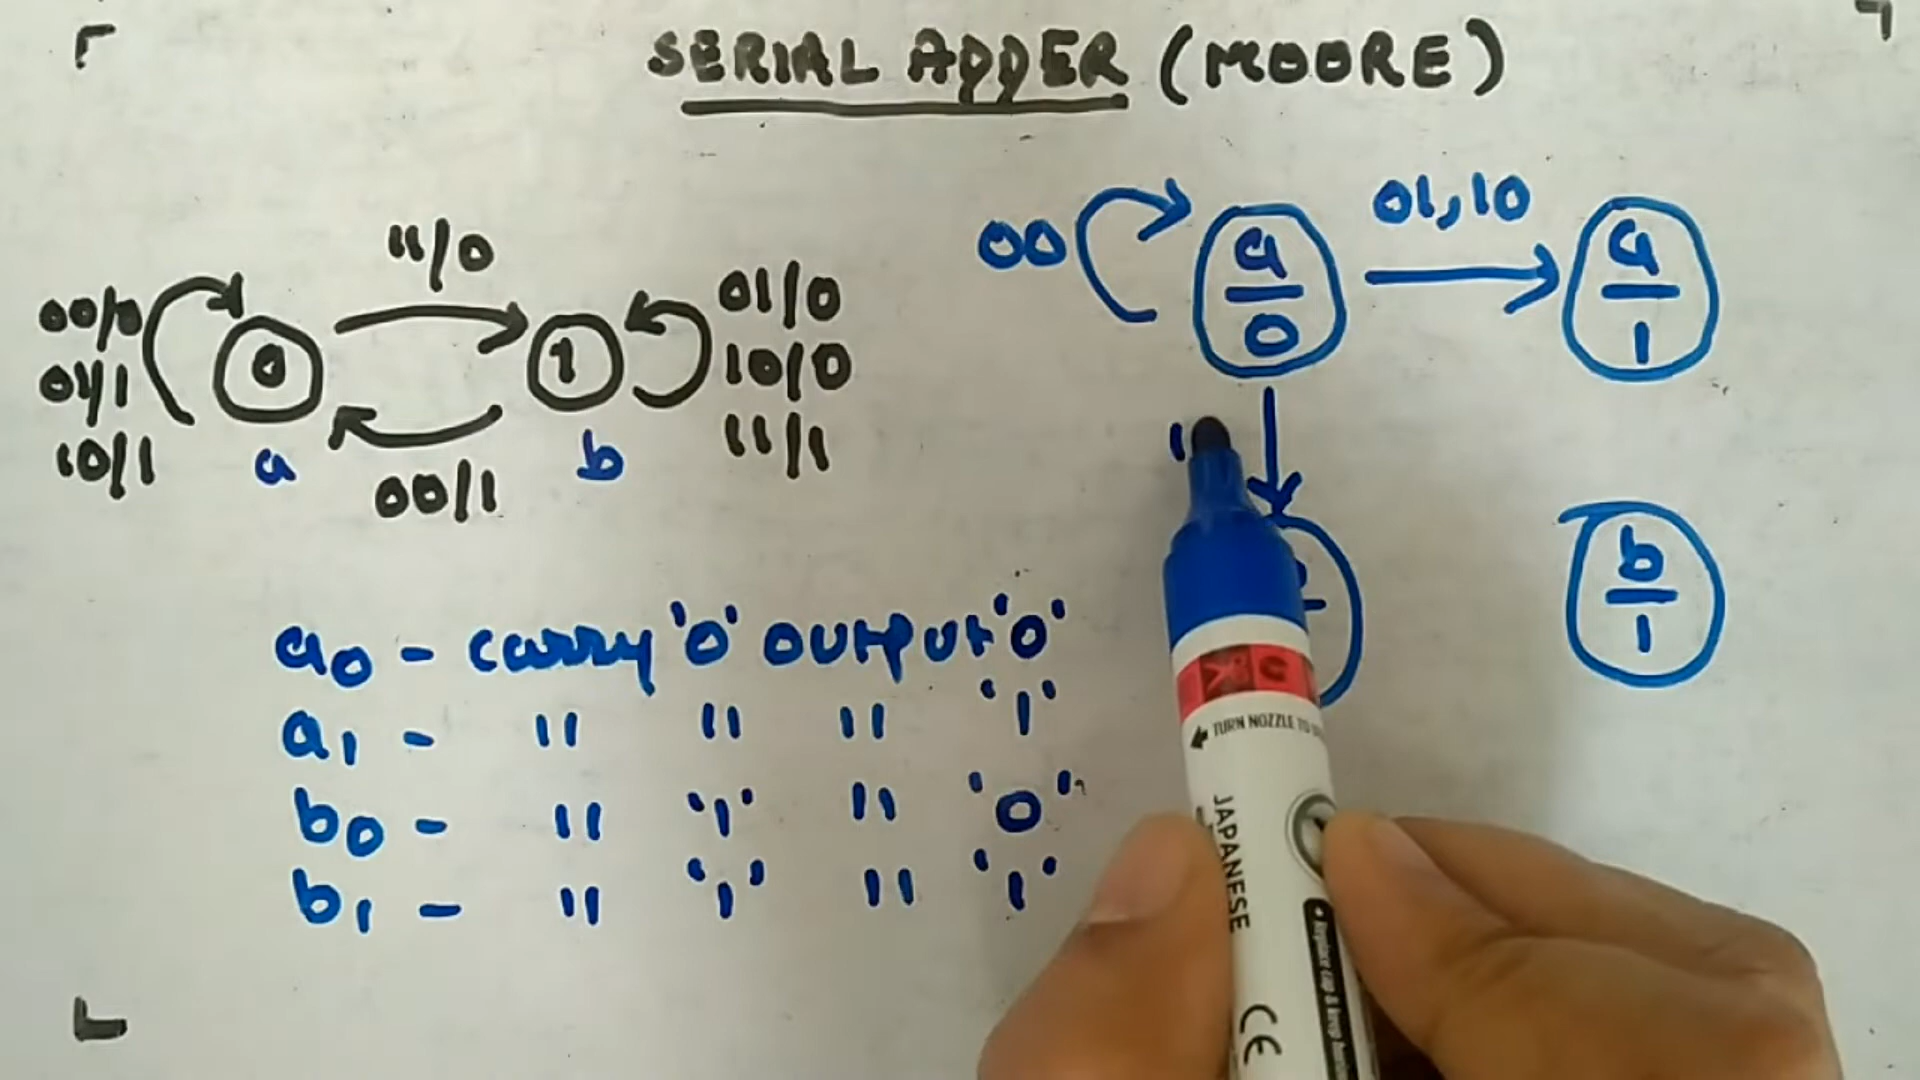 SERIAL ADDER (MOORE)
01,10
00
a
0
a
1
11/0
00/0
01/1
10/1
0
1
01/0
10/0
11/1
a
b
00/1
1
b
1
a0 - carry '0' output '0'
a1 - " " " '1'
b0 - " '1' " '0'
b1 - " '1' " '1'
TURN NOZZLE TO
JAPANESE
CE